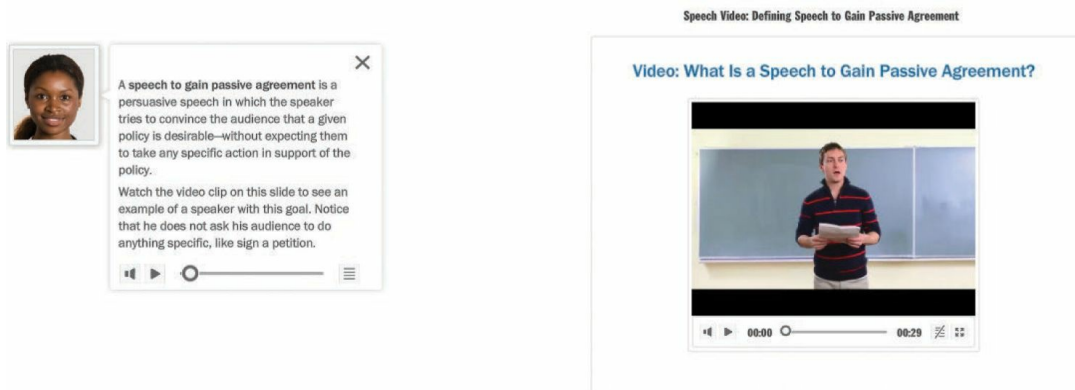 Speech Video: Defining Speech to Gain Passive Agreement
A speech to gain passive agreement is a
persuasive speech in which the speaker
tries to convince the audience that a given
policy is desirable—without expecting them
to take any specific action in support of the
policy.
Watch the video clip on this slide to see an
example of a speaker with this goal. Notice
that he does not ask his audience to do
anything specific, like sign a petition.
Video: What Is a Speech to Gain Passive Agreement?
00:00
00:29